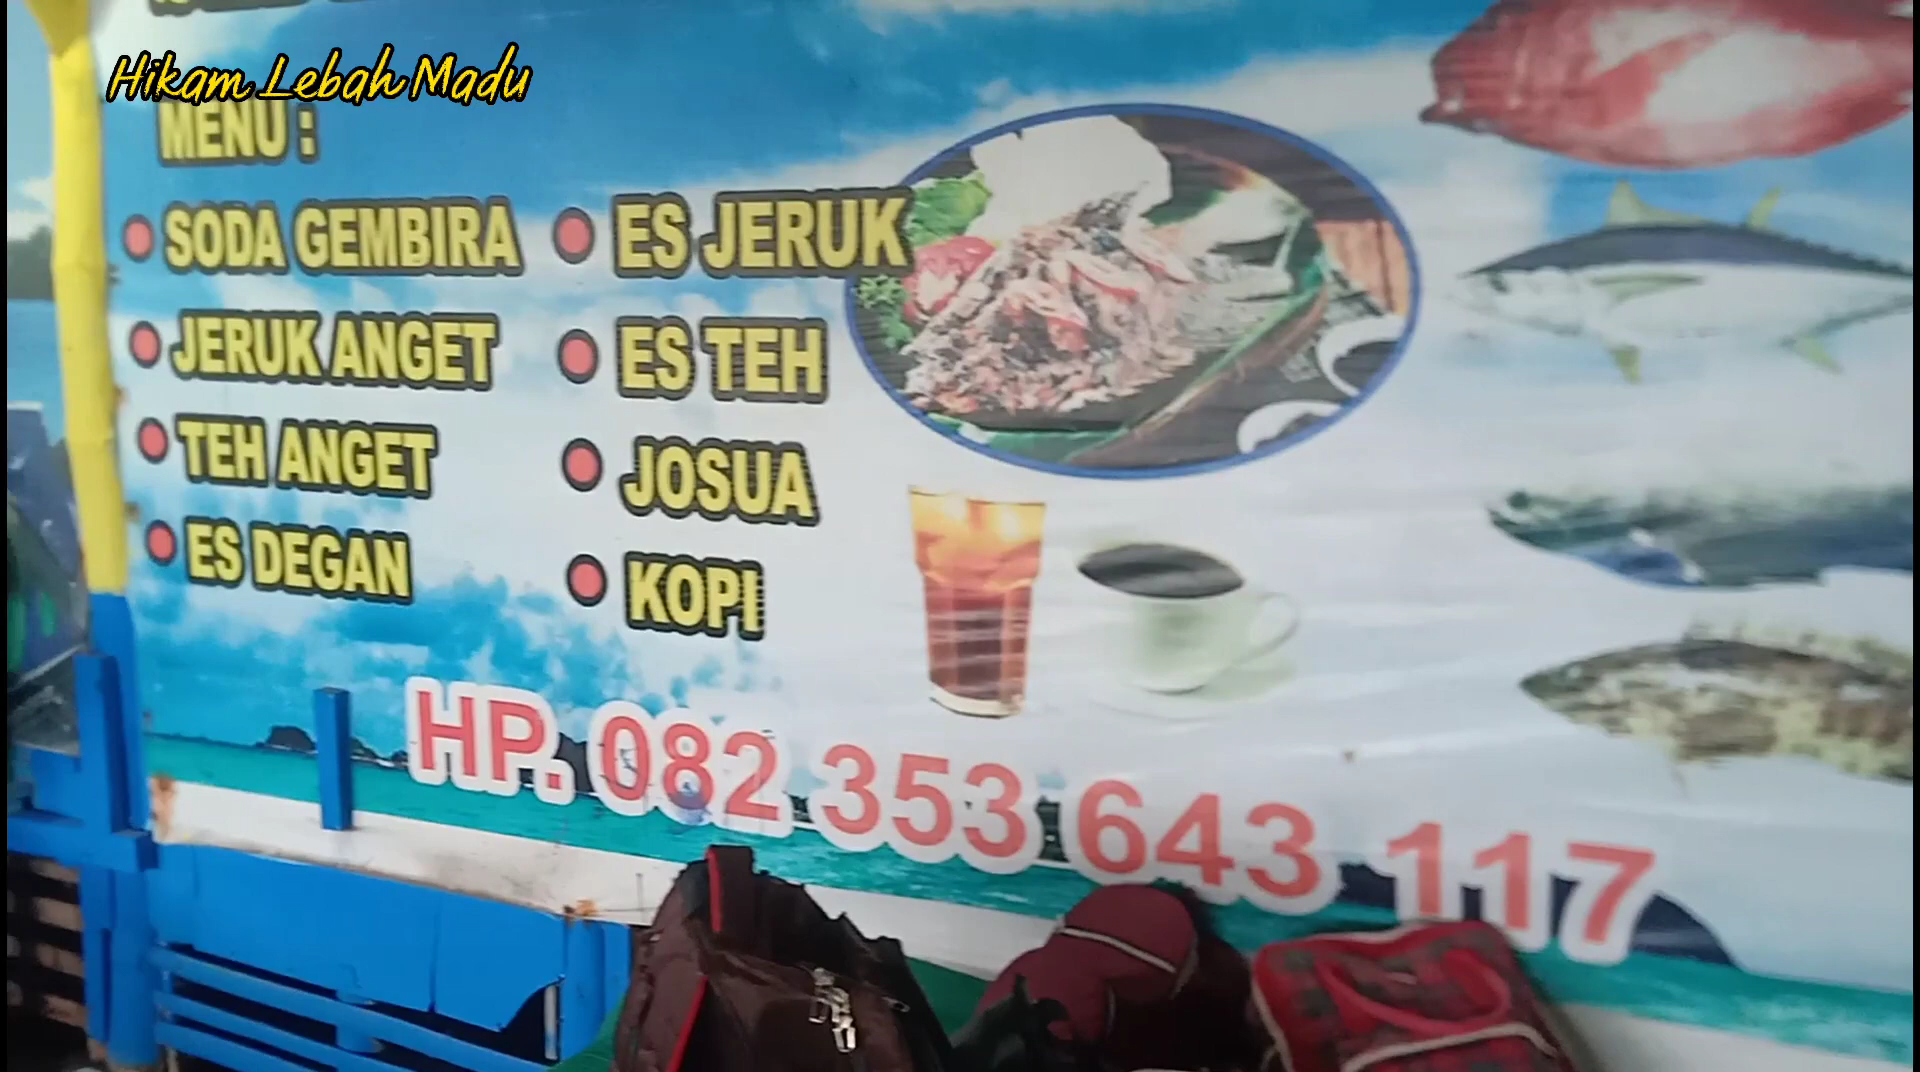 Hikam Lebah Madu
MENU :
SODA GEMBIRA
JERUK ANGET
TEH ANGET
ES DEGAN
ES JERUK
ES TEH
JOSUA
KOPI
HP. 082 353 643 117